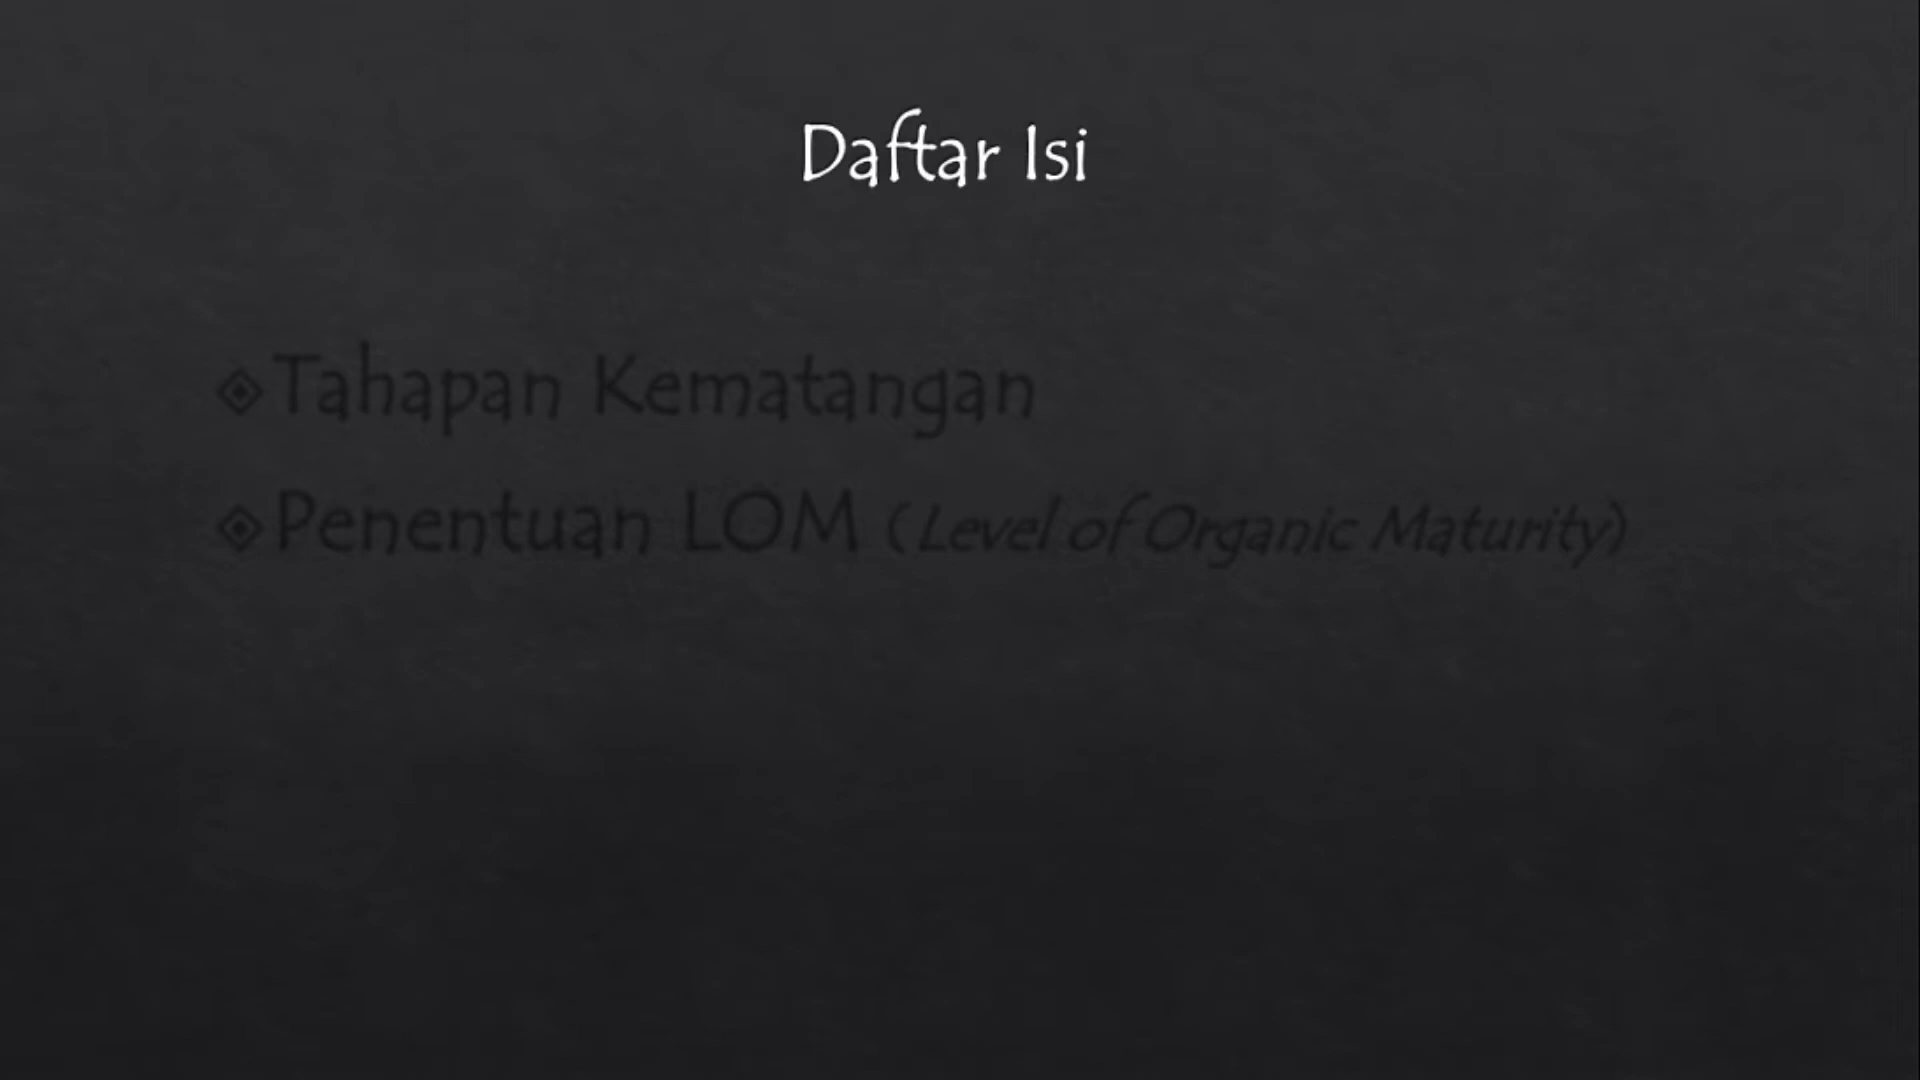 Daftar Isi
Tahapan Kematangan
Penentuan LOM (Level of Organic Maturity)